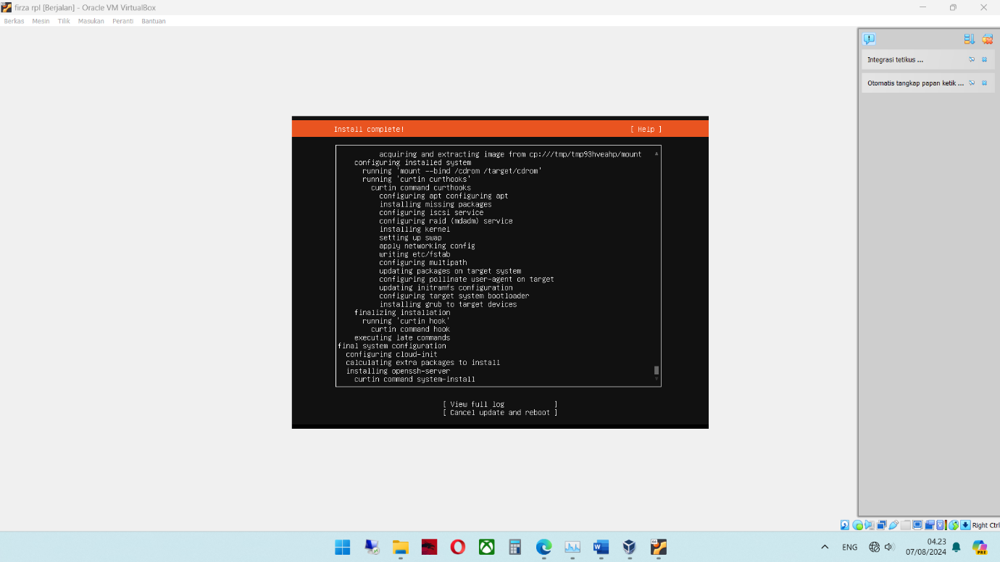 firza rpl [Berjalan] - Oracle VM VirtualBox
Berkas Mesin Tilik Masukan Peranti Bantuan
Integrasi tetikus ...
Otomatis tangkap papan ketik ...
Install complete! [ Help ]
acquiring and extracting image from cp:///tmp/tmp93hveahp/mount
configuring installed system
running 'mount --bind /cdrom /target/cdrom'
running 'curtin curthooks'
curtin command curthooks
configuring apt configuring apt
installing missing packages
configuring iscsi service
configuring raid (mdadm) service
installing kernel
setting up swap
apply networking config
writing etc/fstab
configuring multipath
updating packages on target system
configuring pollinate user-agent on target
updating initramfs configuration
configuring target system bootloader
installing grub to target devices
finalizing installation
running 'curtin hook'
curtin command hook
executing late commands
final system configuration
configuring cloud-init
calculating extra packages to install
installing openssh-server
curtin command system-install
[ View full log ]
[ Cancel update and reboot ]
Right Ctrl
ENG
04.23
07/08/2024
PRE